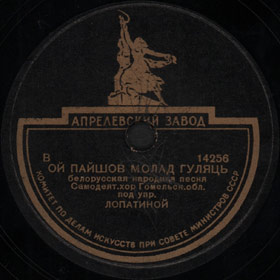 АПРЕЛЕВСКИЙ ЗАВОД
В 14256
ОЙ ПАЙШОВ МОЛАД ГУЛЯЦЬ
белорусская народная песня
Самодеят.хор Гомельск.обл.
под упр.
ЛОПАТИНОЙ
КОМИТЕТ ПО ДЕЛАМ ИСКУССТВ ПРИ СОВЕТЕ МИНИСТРОВ СССР